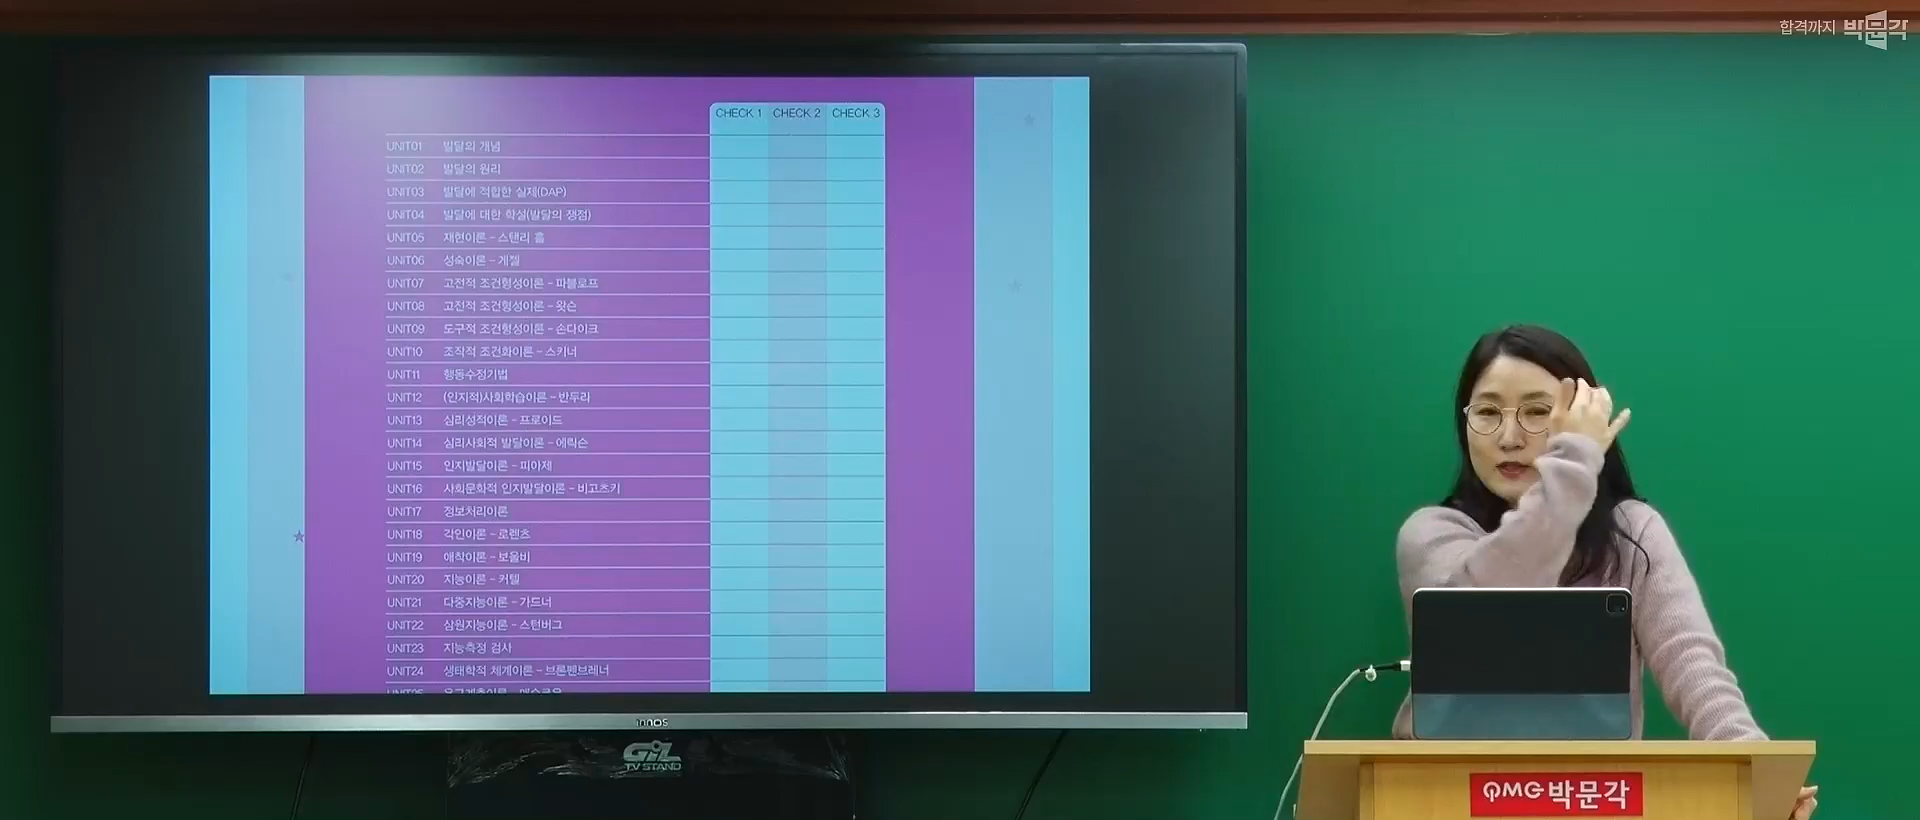 합격까지 박문각
CHECK 1 CHECK 2 CHECK 3
UNIT01 발달의 개념
UNIT02 발달의 원리
UNIT03 발달에 적합한 실제(DAP)
UNIT04 발달에 대한 학설(발달의 쟁점)
UNIT05 재현이론 - 스탠리 홀
UNIT06 성숙이론 - 게젤
UNIT07 고전적 조건형성이론 - 파블로프
UNIT08 고전적 조건형성이론 - 왓슨
UNIT09 도구적 조건형성이론 - 손다이크
UNIT10 조작적 조건화이론 - 스키너
UNIT11 행동수정기법
UNIT12 (인지적)사회학습이론 - 반두라
UNIT13 심리성적이론 - 프로이드
UNIT14 심리사회적 발달이론 - 에릭슨
UNIT15 인지발달이론 - 피아제
UNIT16 사회문화적 인지발달이론 - 비고츠키
UNIT17 정보처리이론
UNIT18 각인이론 - 로렌츠
UNIT19 애착이론 - 보울비
UNIT20 지능이론 - 커텔
UNIT21 다중지능이론 - 가드너
UNIT22 삼원지능이론 - 스턴버그
UNIT23 지능측정 검사
UNIT24 생태학적 체계이론 - 브론펜브레너
innos
GIL
TV STAND
PMG 박문각